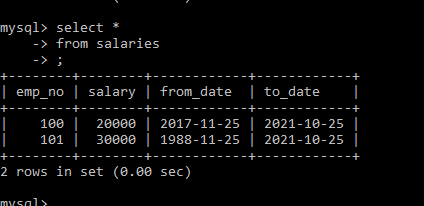 mysql> select *
    -> from salaries
    -> ;
+--------+--------+------------+------------+
| emp_no | salary | from_date  | to_date    |
+--------+--------+------------+------------+
|    100 |  20000 | 2017-11-25 | 2021-10-25 |
|    101 |  30000 | 1988-11-25 | 2021-10-25 |
+--------+--------+------------+------------+
2 rows in set (0.00 sec)
mysql>